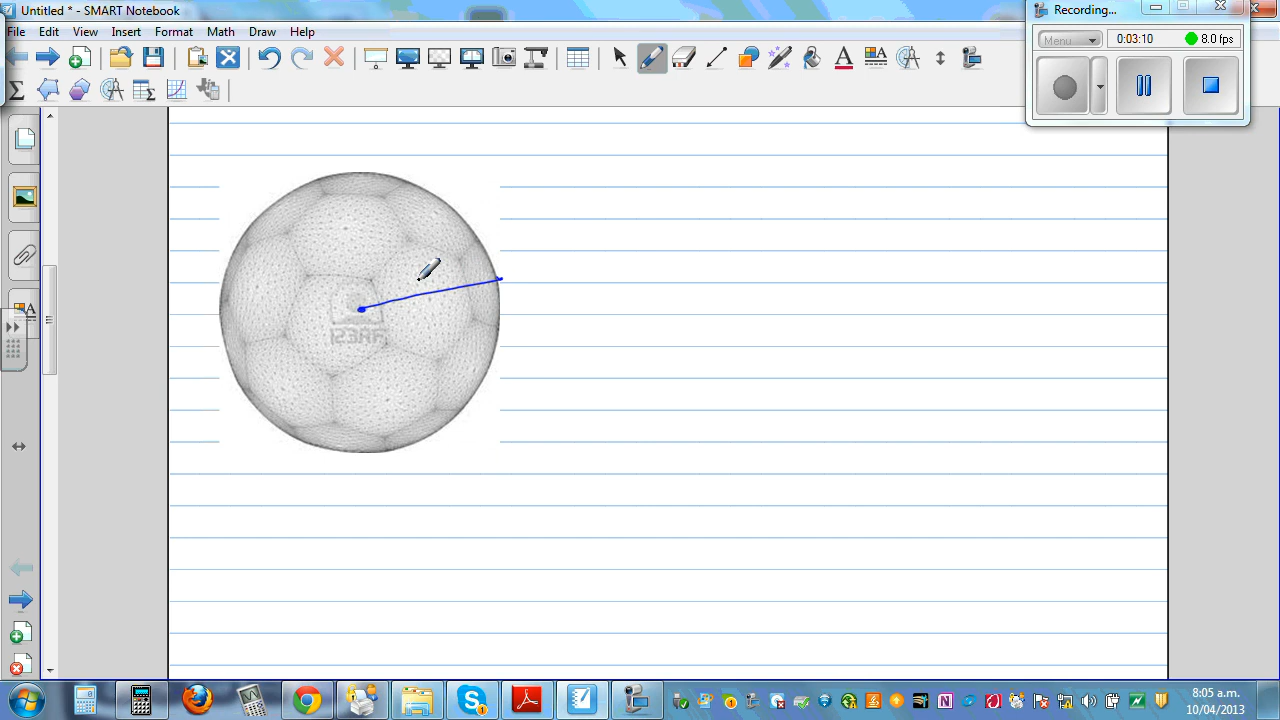 Untitled * - SMART Notebook
File Edit View Insert Format Math Draw Help
Recording...
Menu
0:03:10
8.0 fps
8:05 a.m.
10/04/2013